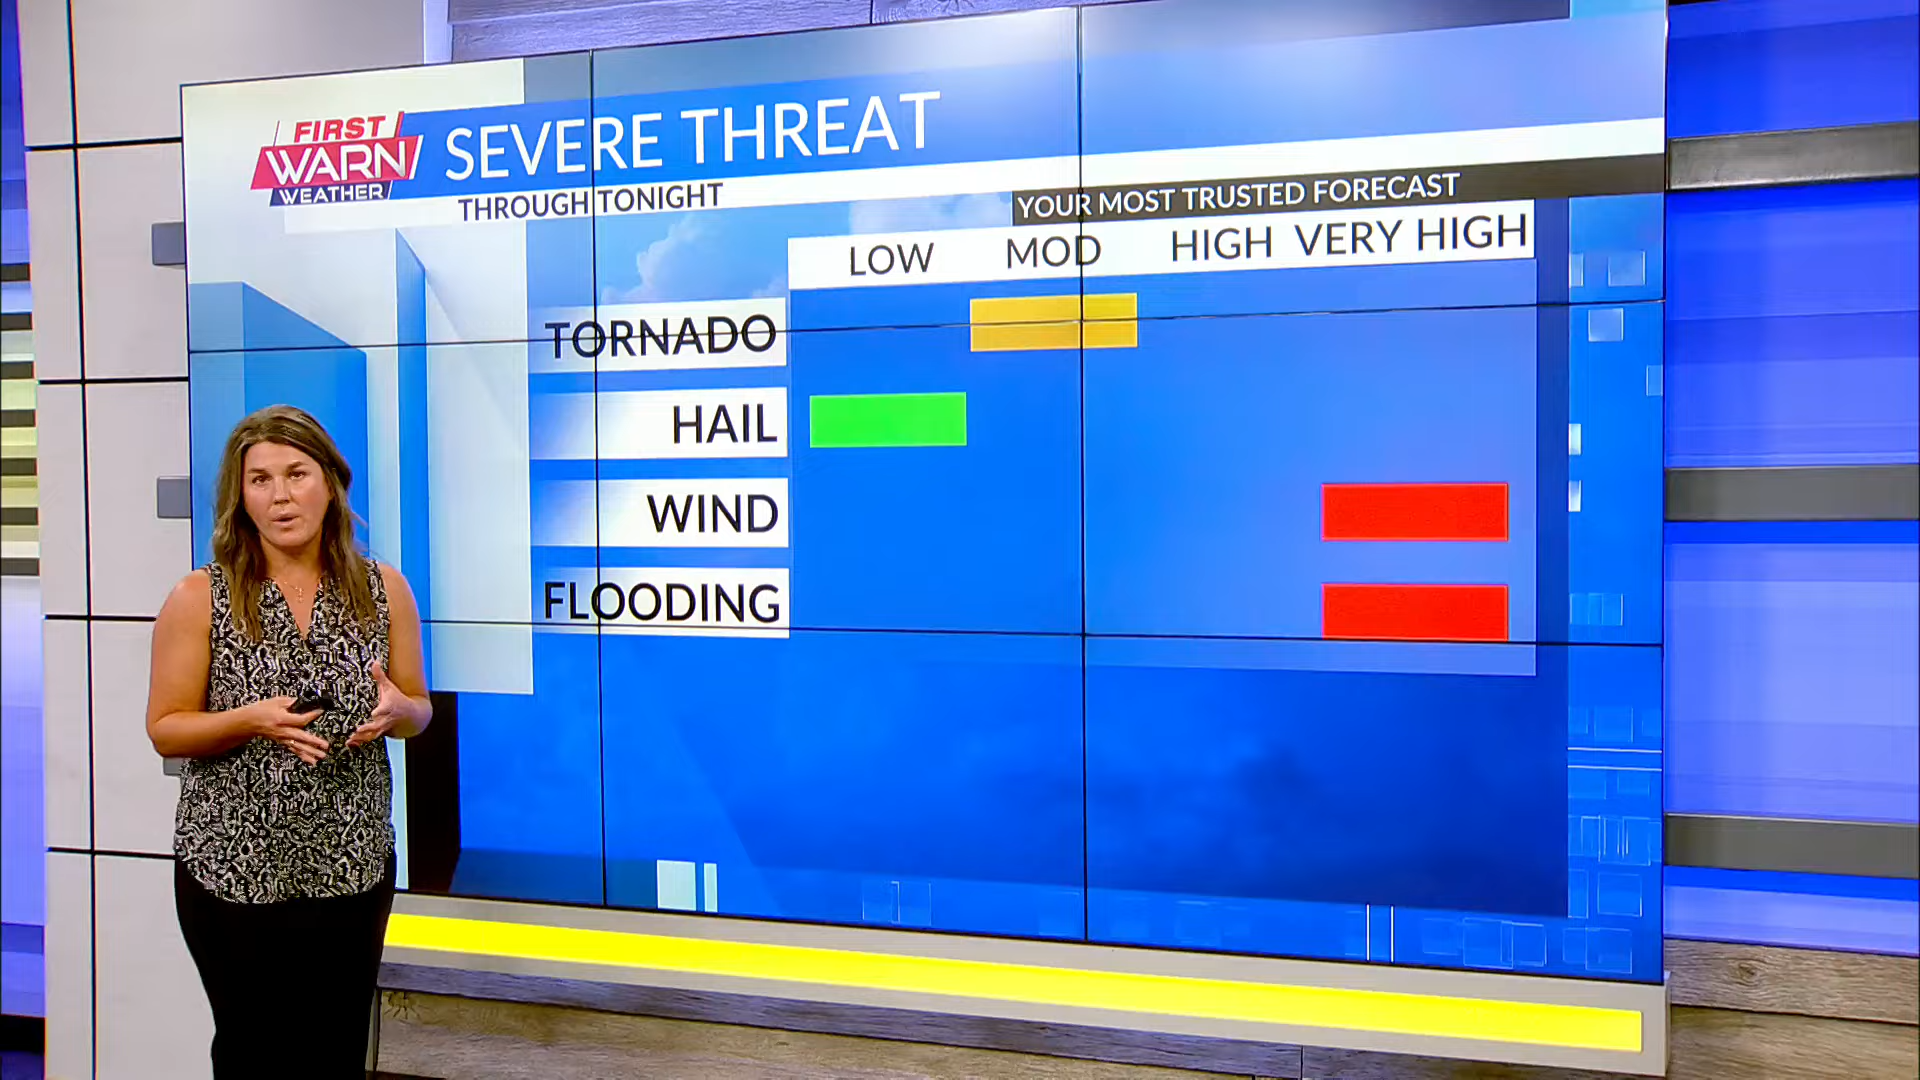 FIRST
WARN
WEATHER
SEVERE THREAT
THROUGH TONIGHT
YOUR MOST TRUSTED FORECAST
LOW MOD HIGH VERY HIGH
TORNADO
HAIL
WIND
FLOODING